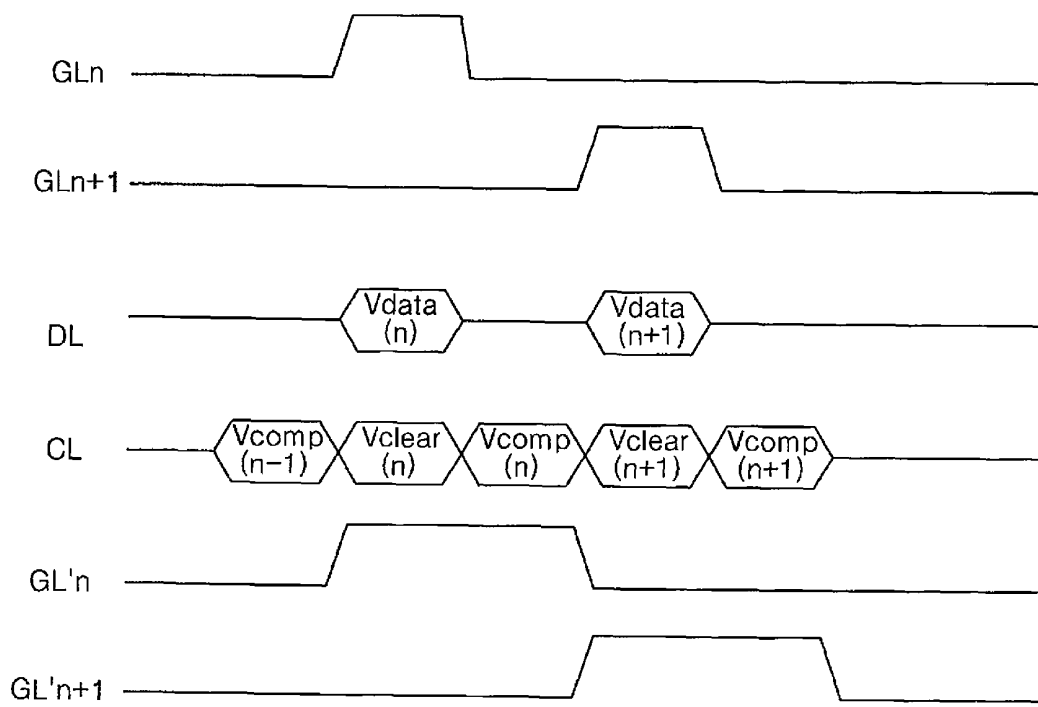 GLn
GLn+1
DL
Vdata
(n)
Vdata
(n+1)
CL
Vcomp
(n-1)
Vclear
(n)
Vcomp
(n)
Vclear
(n+1)
Vcomp
(n+1)
GL'n
GL'n+1